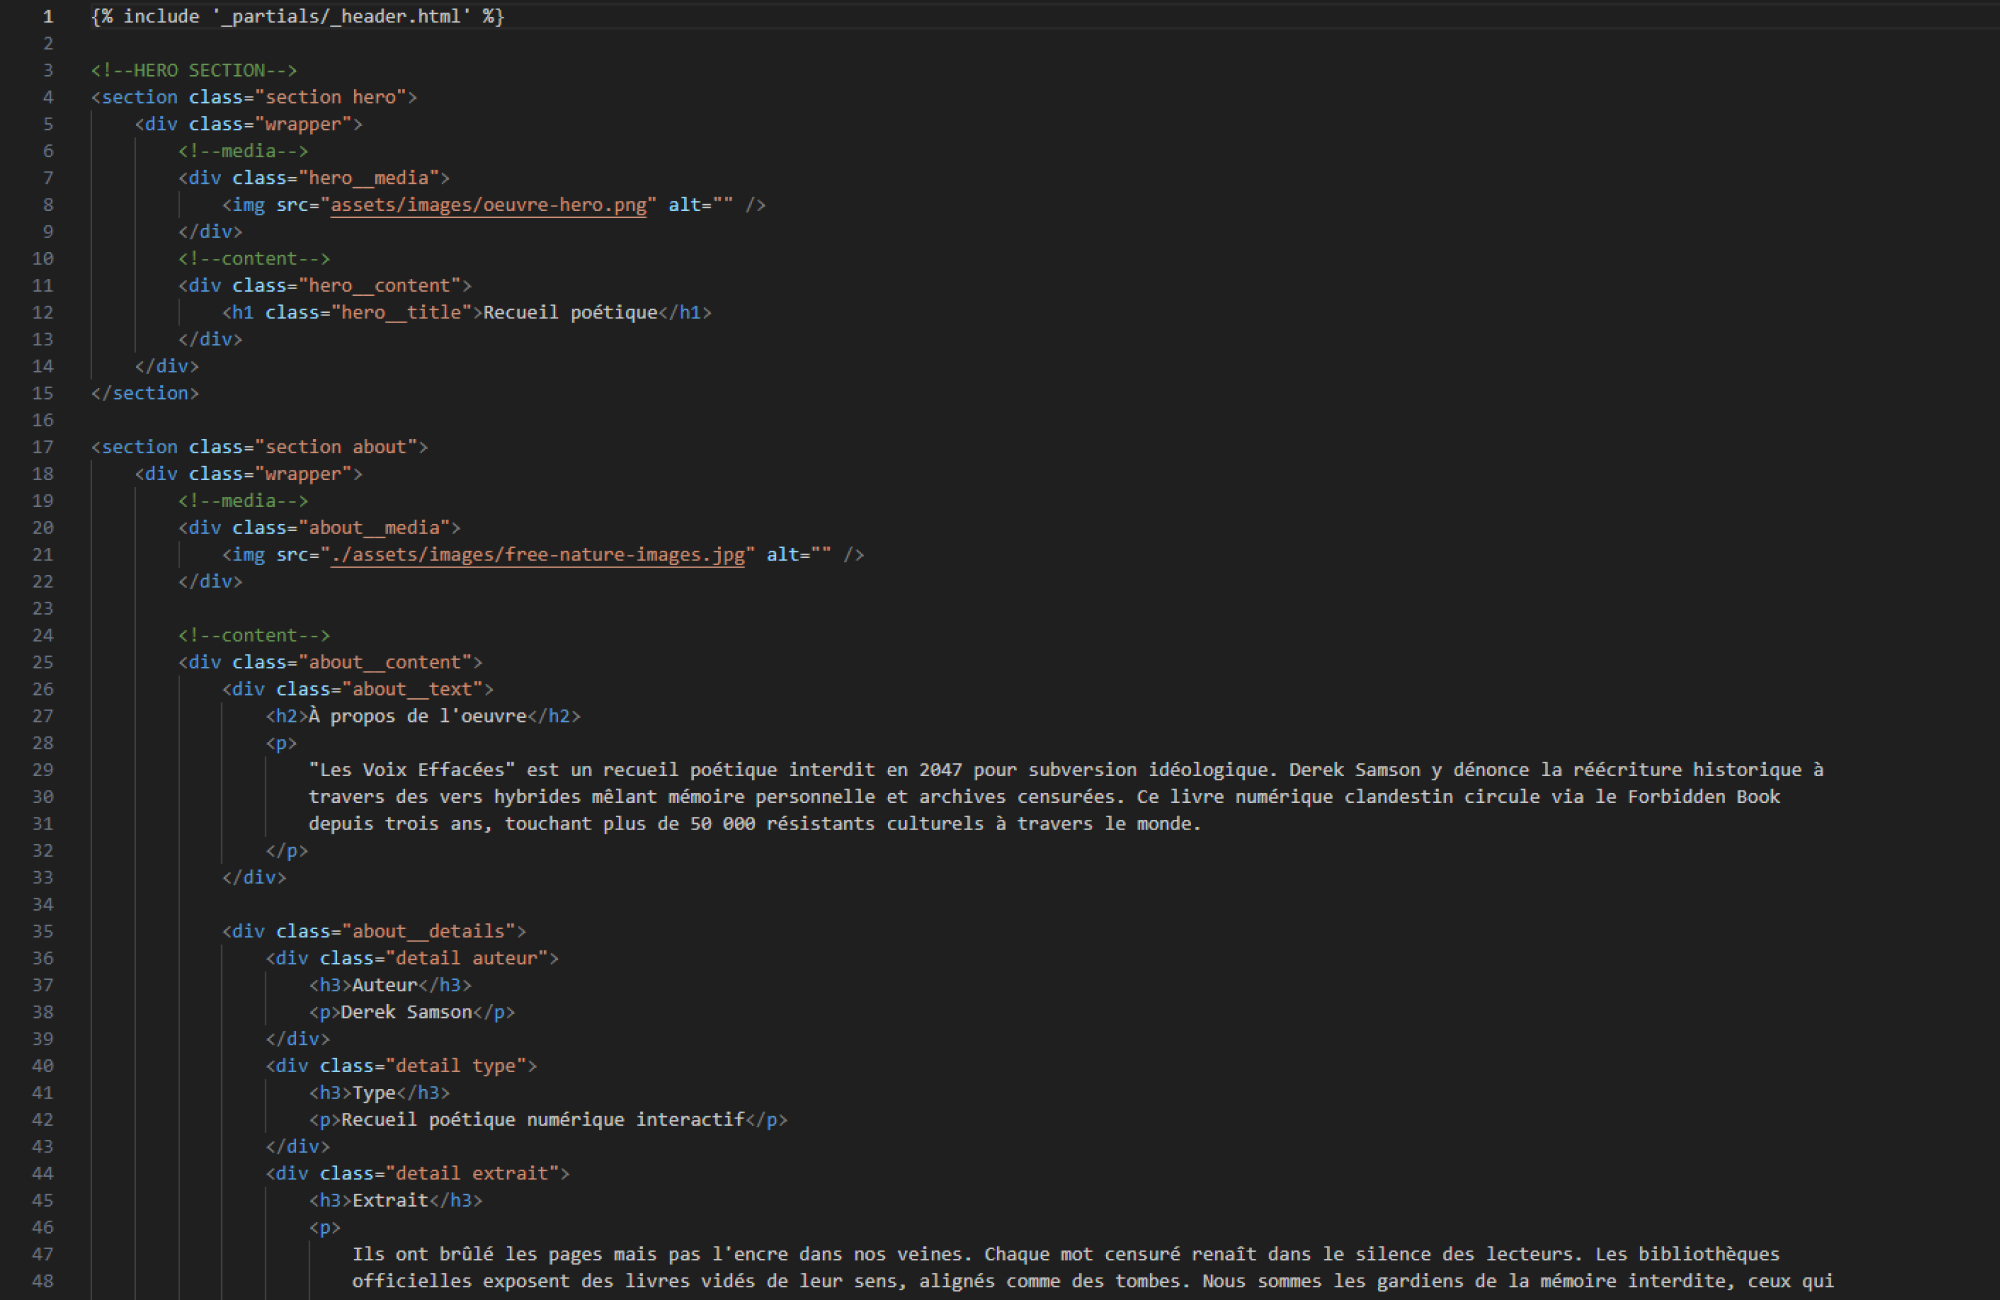 1 {% include '_partials/_header.html' %}
2
3 <!--HERO SECTION-->
4 <section class="section hero">
5 <div class="wrapper">
6 <!--media-->
7 <div class="hero__media">
8 <img src="assets/images/oeuvre-hero.png" alt="" />
9 </div>
10 <!--content-->
11 <div class="hero__content">
12 <h1 class="hero__title">Recueil poétique</h1>
13 </div>
14 </div>
15 </section>
16
17 <section class="section about">
18 <div class="wrapper">
19 <!--media-->
20 <div class="about__media">
21 <img src="./assets/images/free-nature-images.jpg" alt="" />
22 </div>
23
24 <!--content-->
25 <div class="about__content">
26 <div class="about__text">
27 <h2>À propos de l'oeuvre</h2>
28 <p>
29 "Les Voix Effacées" est un recueil poétique interdit en 2047 pour subversion idéologique. Derek Samson y dénonce la réécriture historique à
30 travers des vers hybrides mêlant mémoire personnelle et archives censurées. Ce livre numérique clandestin circule via le Forbidden Book
31 depuis trois ans, touchant plus de 50 000 résistants culturels à travers le monde.
32 </p>
33 </div>
34
35 <div class="about__details">
36 <div class="detail auteur">
37 <h3>Auteur</h3>
38 <p>Derek Samson</p>
39 </div>
40 <div class="detail type">
41 <h3>Type</h3>
42 <p>Recueil poétique numérique interactif</p>
43 </div>
44 <div class="detail extrait">
45 <h3>Extrait</h3>
46 <p>
47 Ils ont brûlé les pages mais pas l'encre dans nos veines. Chaque mot censuré renaît dans le silence des lecteurs. Les bibliothèques
48 officielles exposent des livres vidés de leur sens, alignés comme des tombes. Nous sommes les gardiens de la mémoire interdite, ceux qui